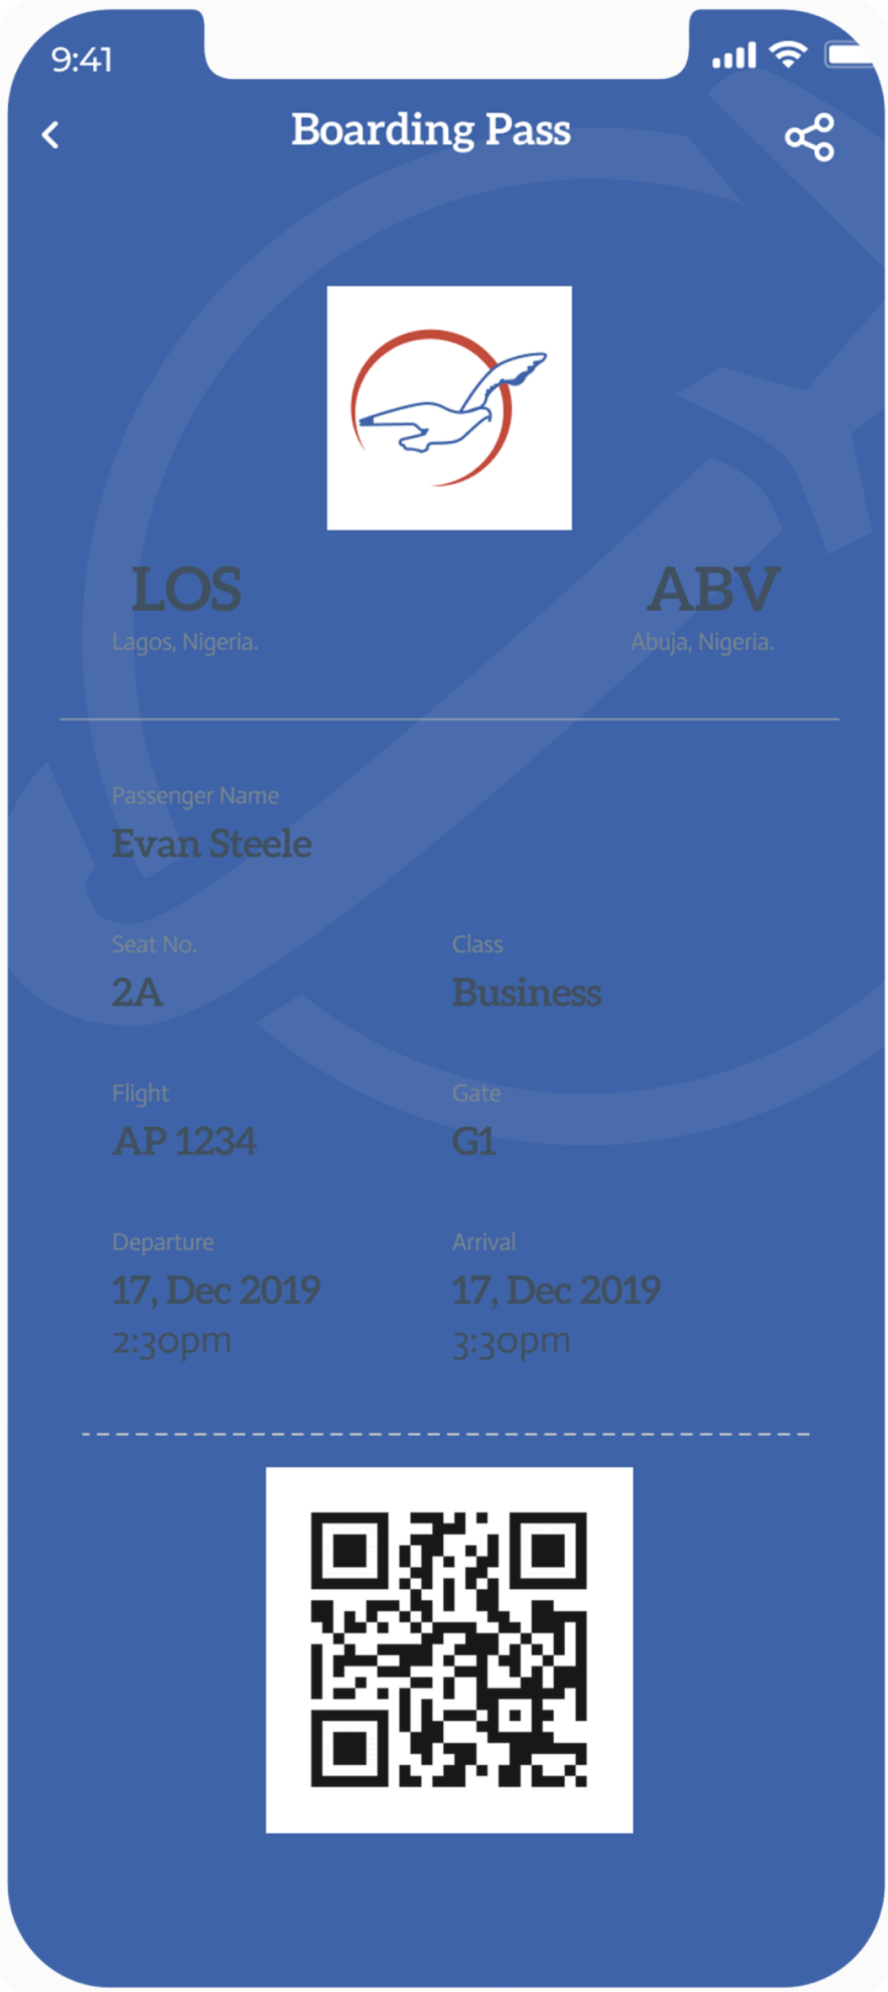 9:41
Boarding Pass
LOS ABV
Lagos, Nigeria. Abuja, Nigeria.
Passenger Name
Evan Steele
Seat No. Class
2A Business
Flight Gate
AP 1234 G1
Departure Arrival
17, Dec 2019 17, Dec 2019
2:30pm 3:30pm